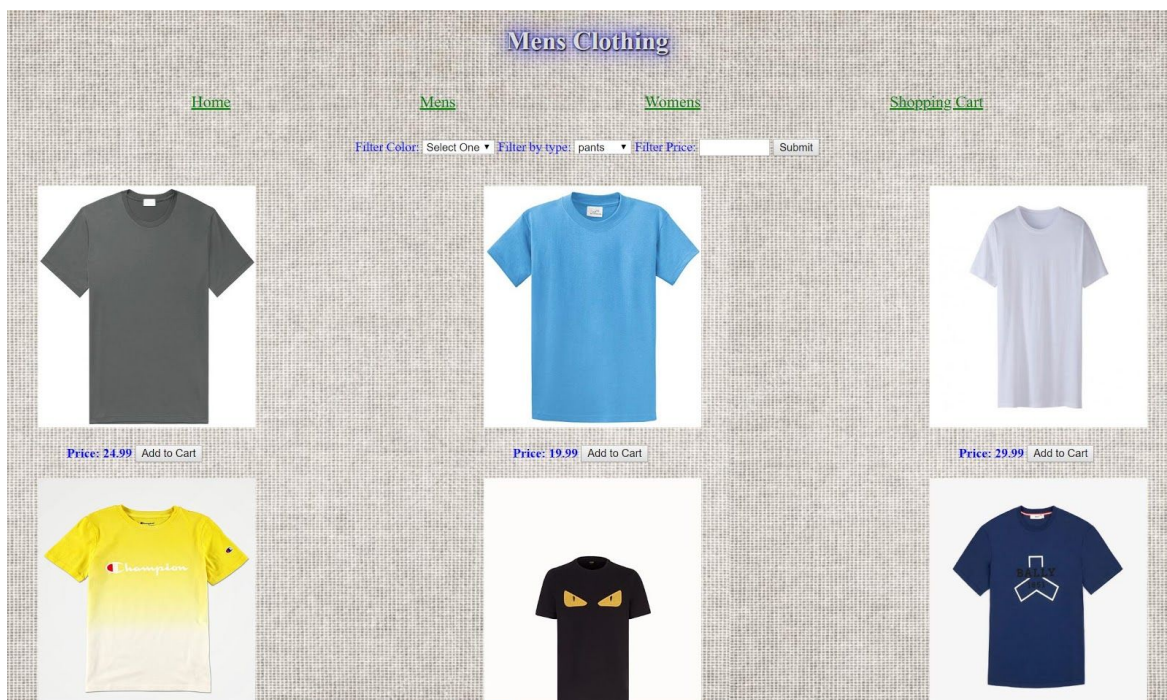 Mens Clothing
Home Mens Womens Shopping Cart
Filter Color: Select One Filter by type: pants Filter Price: Submit
Price: 24.99 Add to Cart
Price: 19.99 Add to Cart
Price: 29.99 Add to Cart
Champion
BALLY